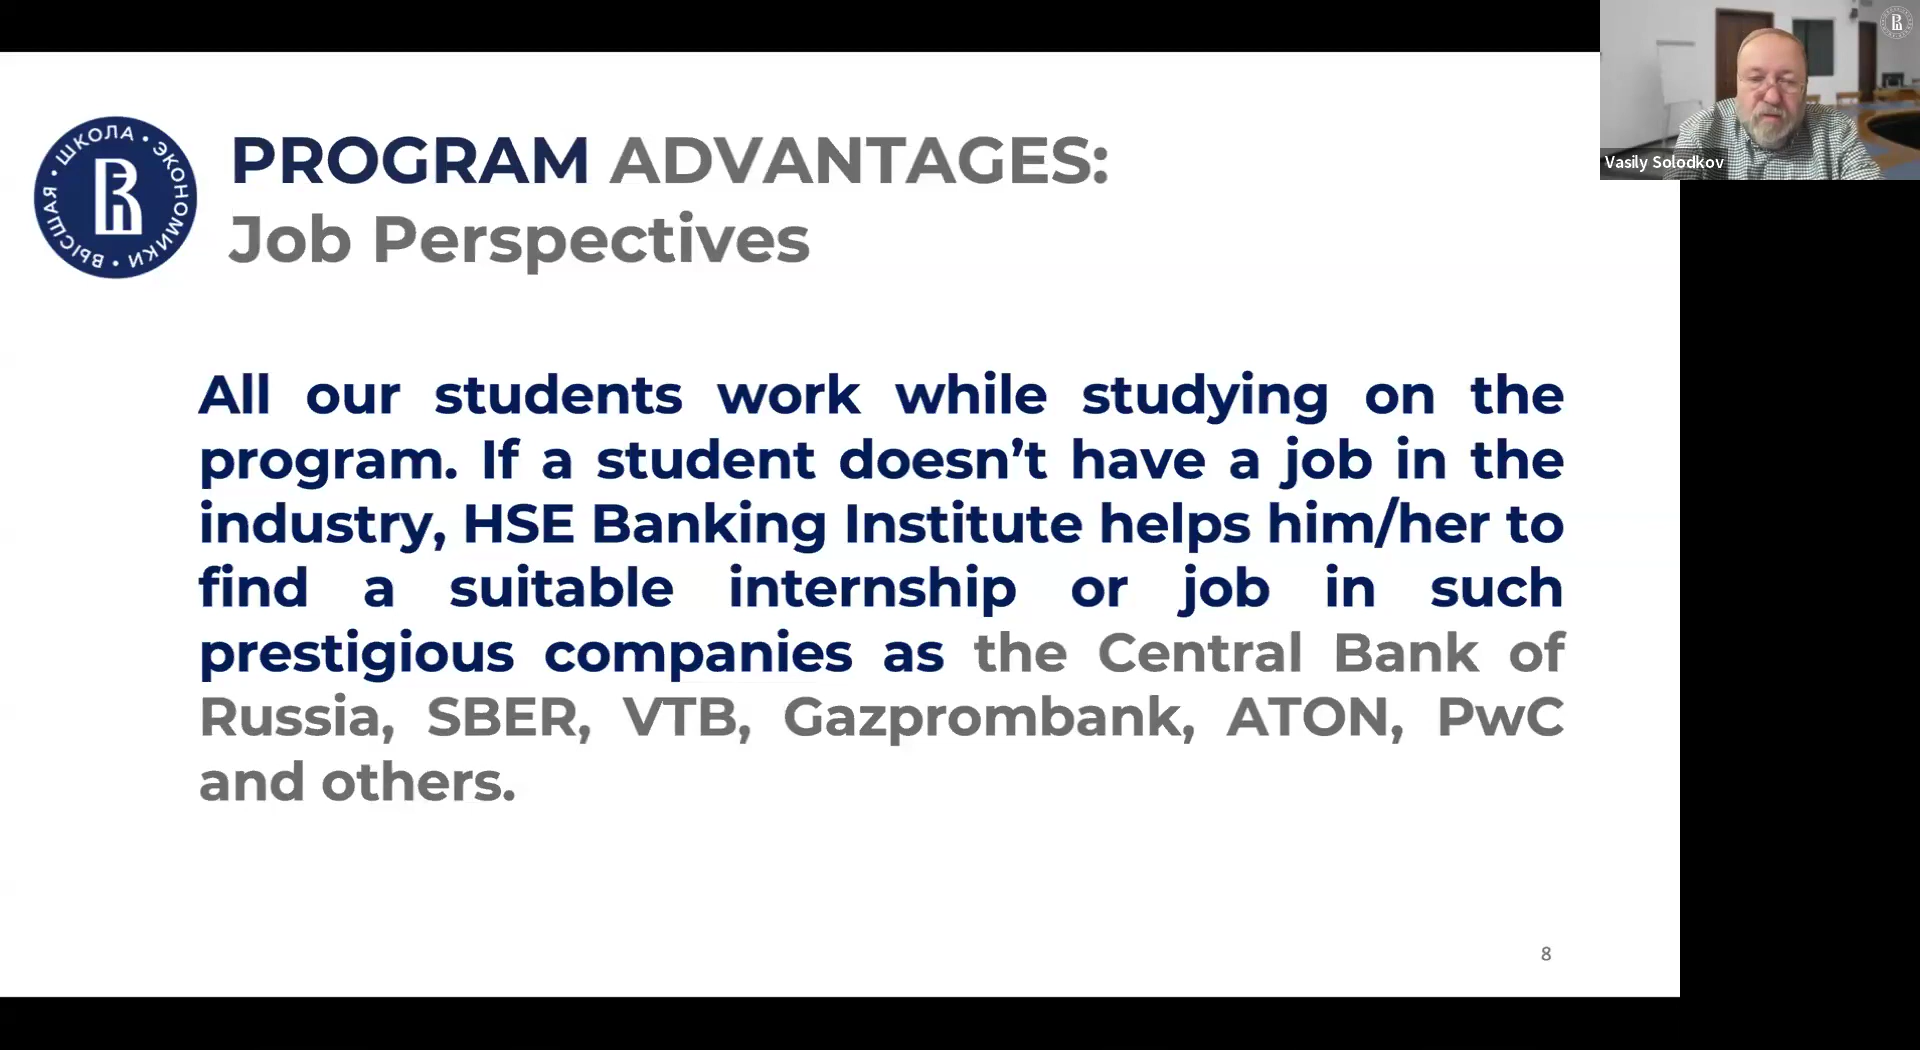 Vasily Solodkov
ВЫСШАЯ • ШКОЛА • ЭКОНОМИКИ •
PROGRAM ADVANTAGES:
Job Perspectives
All our students work while studying on the
program. If a student doesn’t have a job in the
industry, HSE Banking Institute helps him/her to
find a suitable internship or job in such
prestigious companies as the Central Bank of
Russia, SBER, VTB, Gazprombank, ATON, PwC
and others.
8